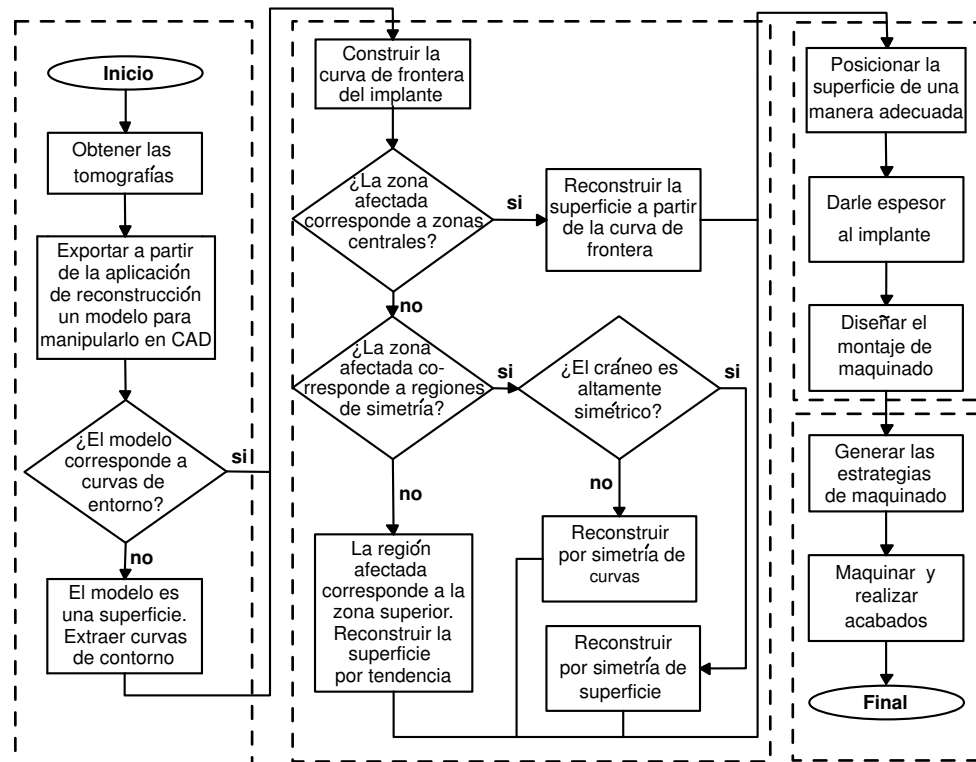 Inicio
Obtener las
tomografías
Exportar a partir
de la aplicación
de reconstrucción
un modelo para
manipularlo en CAD
¿El modelo
corresponde a
curvas de
entorno?
si
no
El modelo es
una superficie.
Extraer curvas
de contorno
Construir la
curva de frontera
del implante
¿La zona
afectada
corresponde a zonas
centrales?
si
Reconstruir la
superficie a partir
de la curva de
frontera
no
¿La zona
afectada co-
rresponde a regiones
de simetría?
si
¿El cráneo es
altamente
simétrico?
si
no
no
La región
afectada
corresponde a la
zona superior.
Reconstruir la
superficie
por tendencia
Reconstruir
por simetría de
curvas
Reconstruir
por simetría de
superficie
Posicionar la
superficie de una
manera adecuada
Darle espesor
al implante
Diseñar el
montaje de
maquinado
Generar las
estrategias
de maquinado
Maquinar y
realizar
acabados
Final